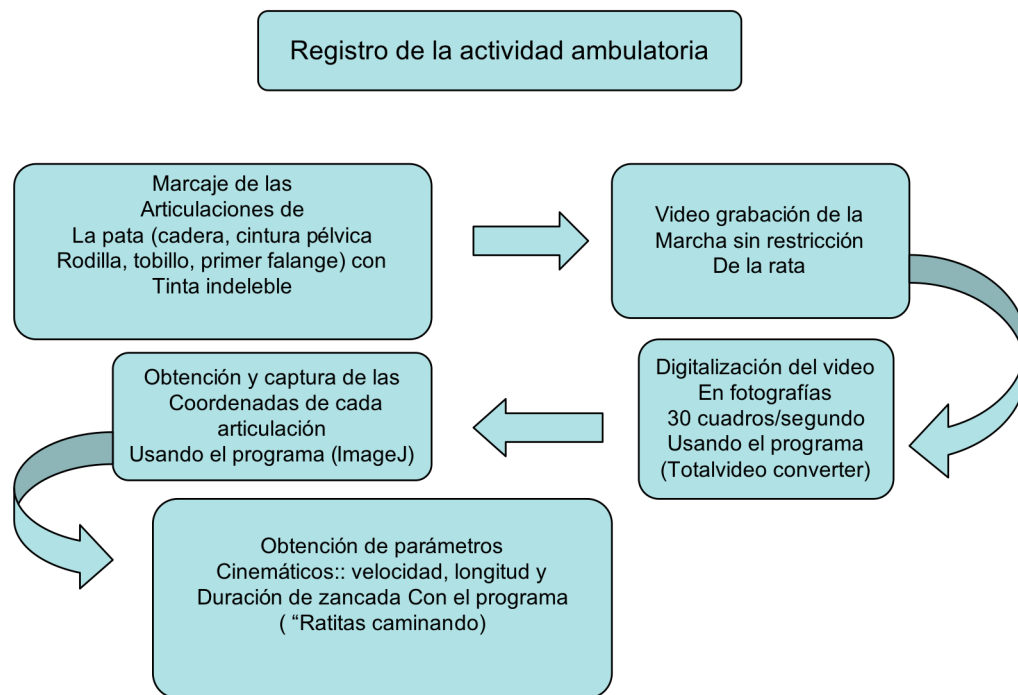 Registro de la actividad ambulatoria
Marcaje de las
Articulaciones de
La pata (cadera, cintura pélvica
Rodilla, tobillo, primer falange) con
Tinta indeleble
Video grabación de la
Marcha sin restricción
De la rata
Digitalización del video
En fotografías
30 cuadros/segundo
Usando el programa
(Totalvideo converter)
Obtención y captura de las
Coordenadas de cada
articulación
Usando el programa (ImageJ)
Obtención de parámetros
Cinemáticos:: velocidad, longitud y
Duración de zancada Con el programa
( “Ratitas caminando)